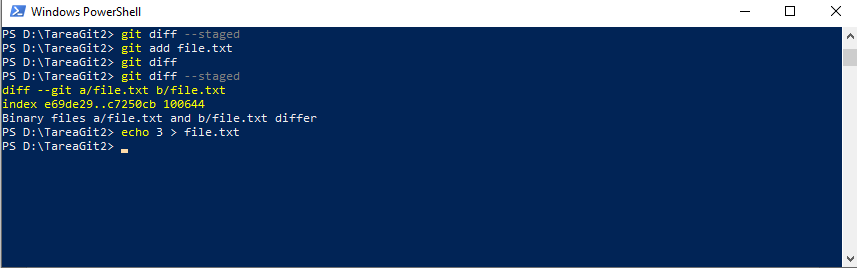 Windows PowerShell
PS D:\TareaGit2> git diff --staged
PS D:\TareaGit2> git add file.txt
PS D:\TareaGit2> git diff
PS D:\TareaGit2> git diff --staged
diff --git a/file.txt b/file.txt
index e69de29..c7250cb 100644
Binary files a/file.txt and b/file.txt differ
PS D:\TareaGit2> echo 3 > file.txt
PS D:\TareaGit2>